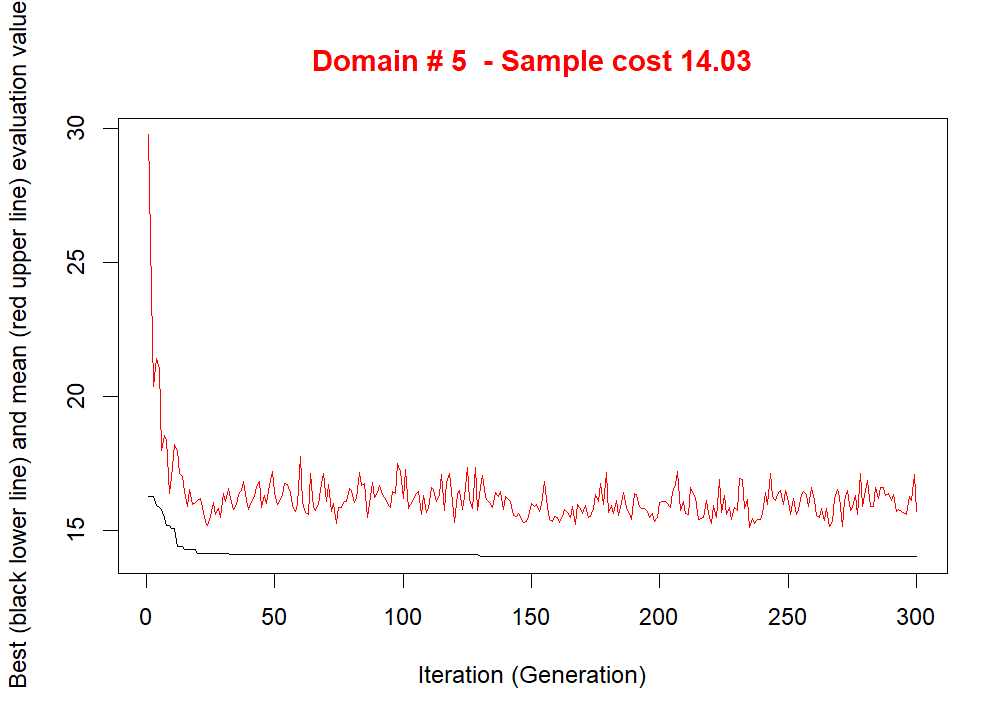 Domain # 5  - Sample cost 14.03
Best (black lower line) and mean (red upper line) evaluation value
30
25
20
15
0 50 100 150 200 250 300
Iteration (Generation)